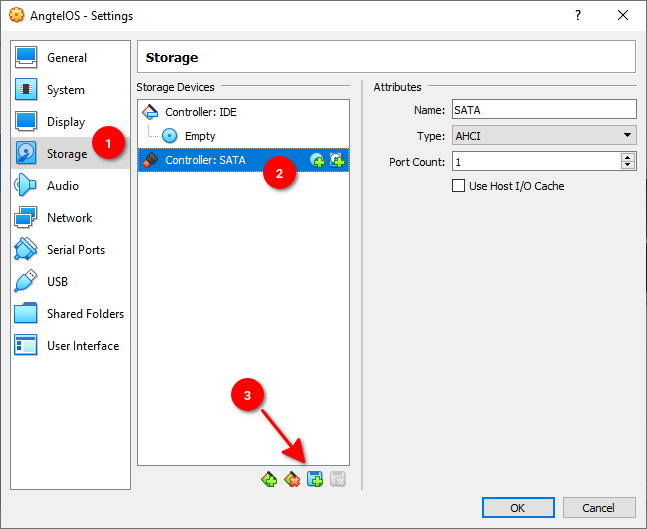 AngtelOS - Settings
?
General
System
Display
Storage
Audio
Network
Serial Ports
USB
Shared Folders
User Interface
1
Storage
Storage Devices
Controller: IDE
Empty
Controller: SATA
2
3
Attributes
Name: SATA
Type: AHCI
Port Count: 1
Use Host I/O Cache
OK
Cancel